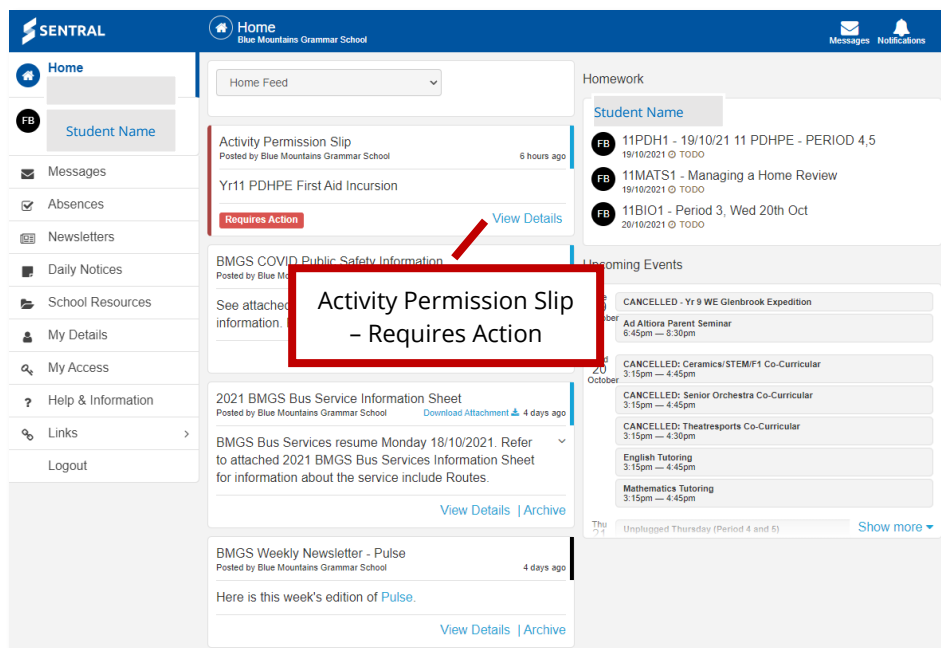 SENTRAL
Home
Blue Mountains Grammar School
Messages Notifications
Home
FB
Student Name
Messages
Absences
Newsletters
Daily Notices
School Resources
My Details
My Access
? Help & Information
Links >
Logout
Home Feed
Activity Permission Slip
Posted by Blue Mountains Grammar School 6 hours ago
Yr11 PDHPE First Aid Incursion
Requires Action View Details
BMGS COVID Public Safety Information
Posted by Blue Mo
See attached
information.
Activity Permission Slip
– Requires Action
2021 BMGS Bus Service Information Sheet
Posted by Blue Mountains Grammar School Download Attachment 4 days ago
BMGS Bus Services resume Monday 18/10/2021. Refer
to attached 2021 BMGS Bus Services Information Sheet
for information about the service include Routes.
View Details | Archive
BMGS Weekly Newsletter - Pulse
Posted by Blue Mountains Grammar School 4 days ago
Here is this week's edition of Pulse.
View Details | Archive
Homework
Student Name
FB 11PDH1 - 19/10/21 11 PDHPE - PERIOD 4,5
19/10/2021 TODO
FB 11MATS1 - Managing a Home Review
19/10/2021 TODO
FB 11BIO1 - Period 3, Wed 20th Oct
20/10/2021 TODO
Upcoming Events
CANCELLED - Yr 9 WE Glenbrook Expedition
Ad Altiora Parent Seminar
6:45pm — 8:30pm
20
October
CANCELLED: Ceramics/STEM/F1 Co-Curricular
3:15pm — 4:45pm
CANCELLED: Senior Orchestra Co-Curricular
3:15pm — 4:45pm
CANCELLED: Theatresports Co-Curricular
3:15pm — 4:30pm
English Tutoring
3:15pm — 4:45pm
Mathematics Tutoring
3:15pm — 4:45pm
Thu
21
Unplugged Thursday (Period 4 and 5)
Show more